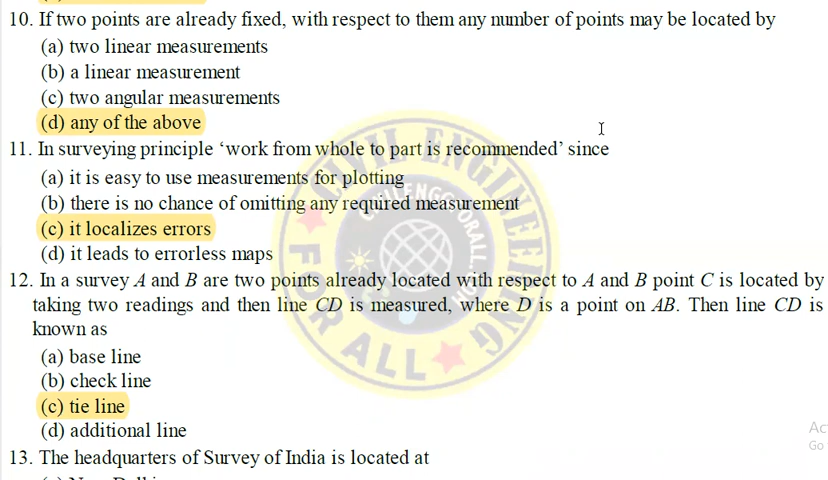 10. If two points are already fixed, with respect to them any number of points may be located by
(a) two linear measurements
(b) a linear measurement
(c) two angular measurements
(d) any of the above
11. In surveying principle ‘work from whole to part is recommended’ since
(a) it is easy to use measurements for plotting
(b) there is no chance of omitting any required measurement
(c) it localizes errors
(d) it leads to errorless maps
12. In a survey A and B are two points already located with respect to A and B point C is located by
taking two readings and then line CD is measured, where D is a point on AB. Then line CD is
known as
(a) base line
(b) check line
(c) tie line
(d) additional line
13. The headquarters of Survey of India is located at
CIVIL ENGINEERING
FOR ALL
Go